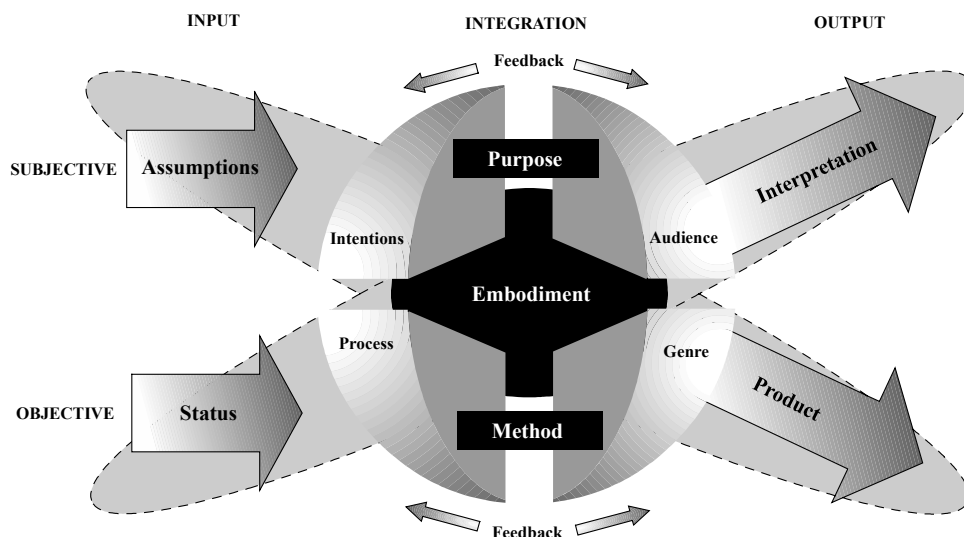 INPUT
INTEGRATION
OUTPUT
Feedback
SUBJECTIVE
Assumptions
Purpose
Interpretation
Intentions
Audience
Embodiment
Process
Genre
OBJECTIVE
Status
Method
Product
Feedback